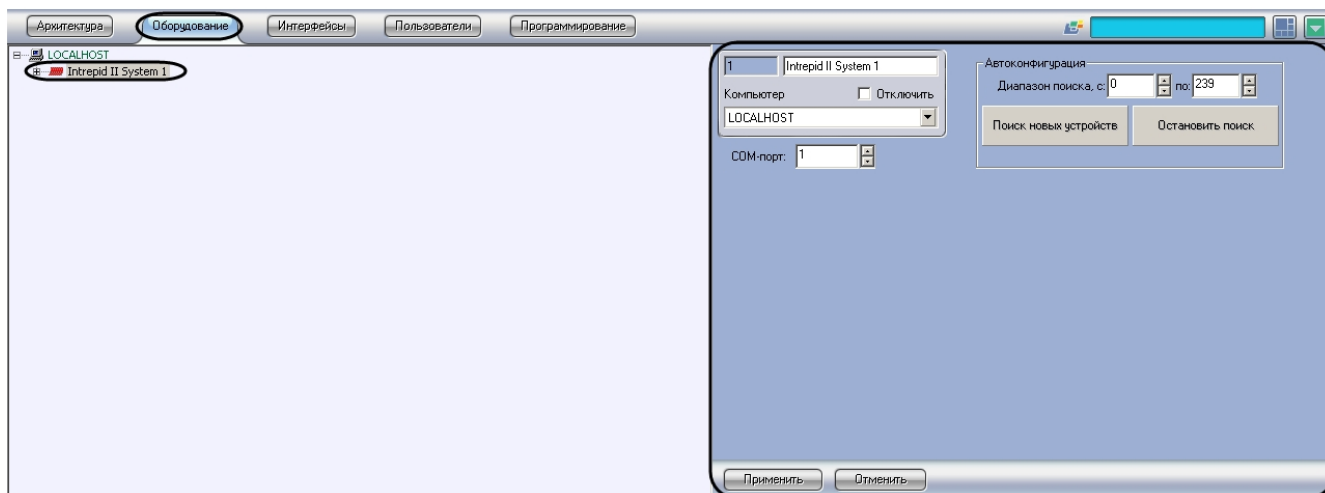 Архитектура Оборудование Интерфейсы Пользователи Программирование
LOCALHOST
Intrepid II System 1
1 Intrepid II System 1
Компьютер Отключить
LOCALHOST
COM-порт: 1
Автоконфигурация
Диапазон поиска, с: 0 по: 239
Поиск новых устройств Остановить поиск
Применить Отменить